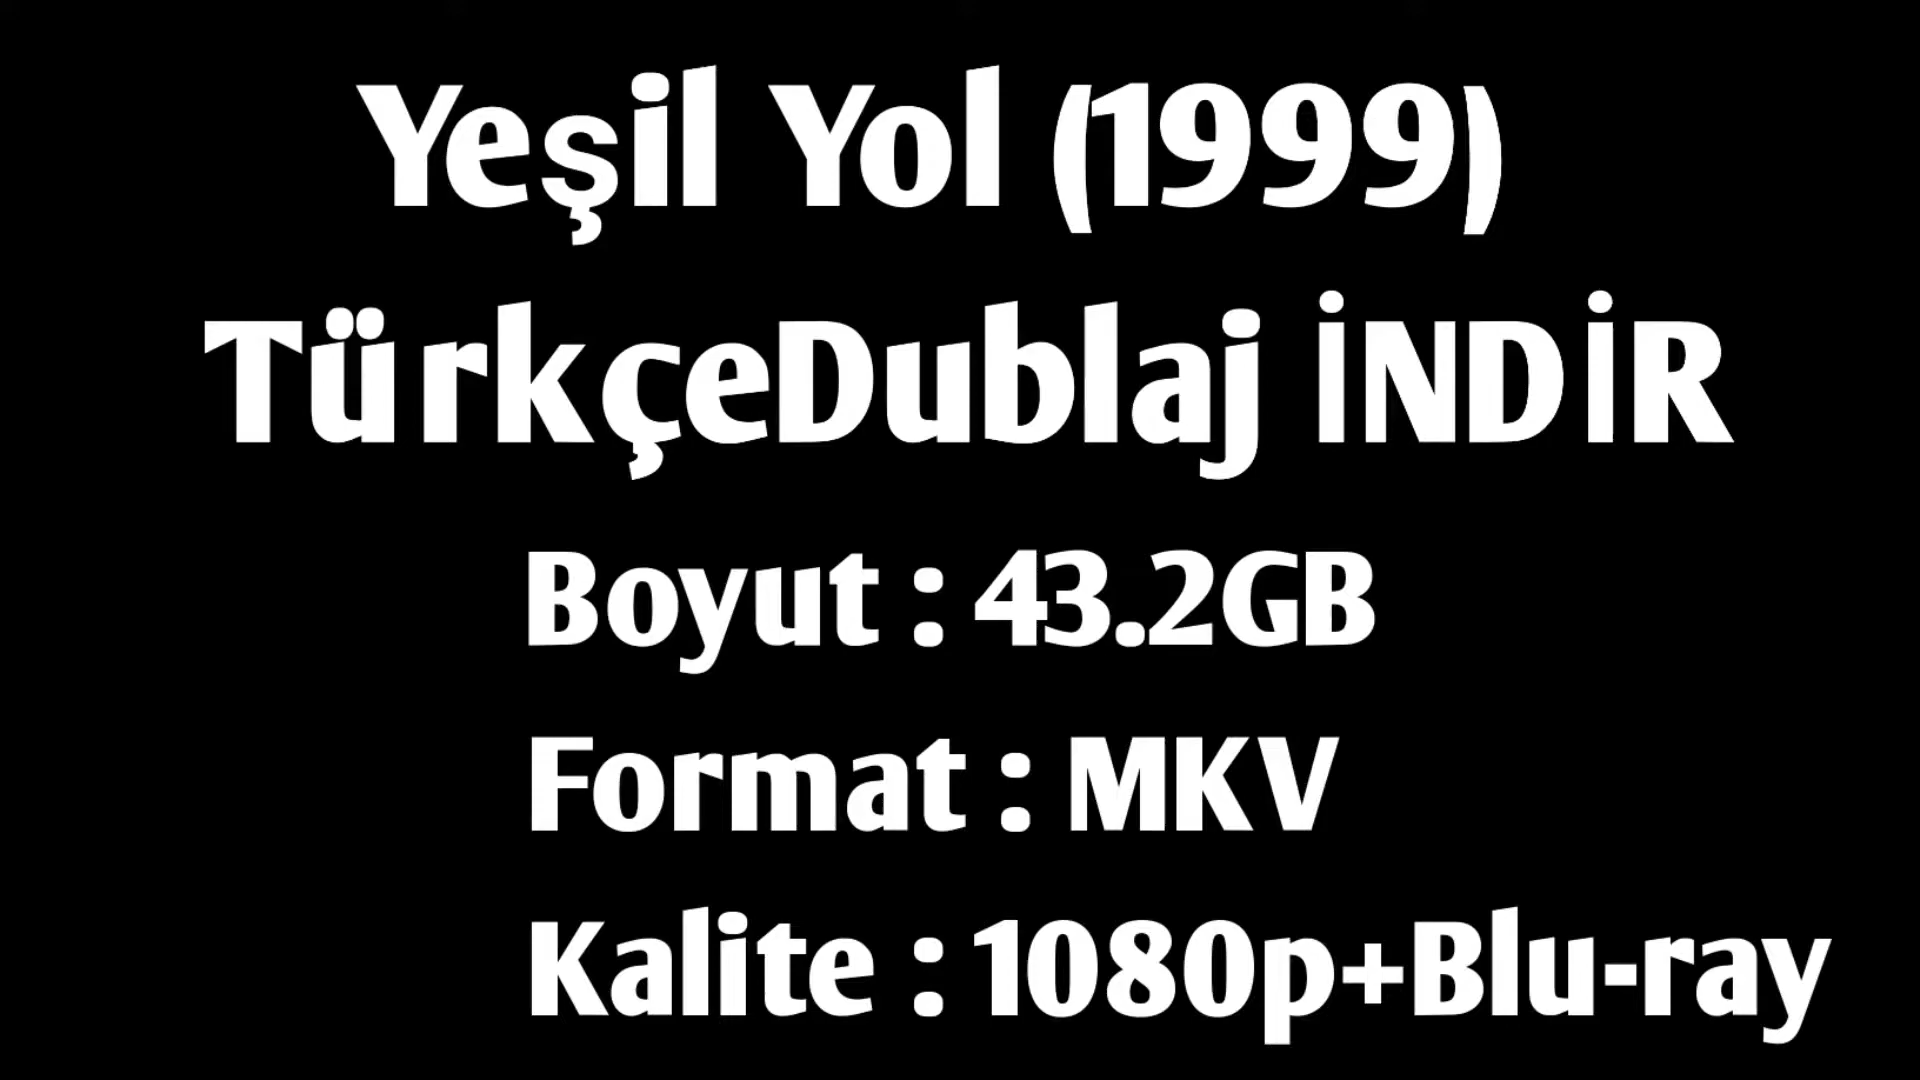 Yeşil Yol (1999)
TürkçeDublaj İNDİR
Boyut : 43.2GB
Format : MKV
Kalite : 1080p+Blu-ray